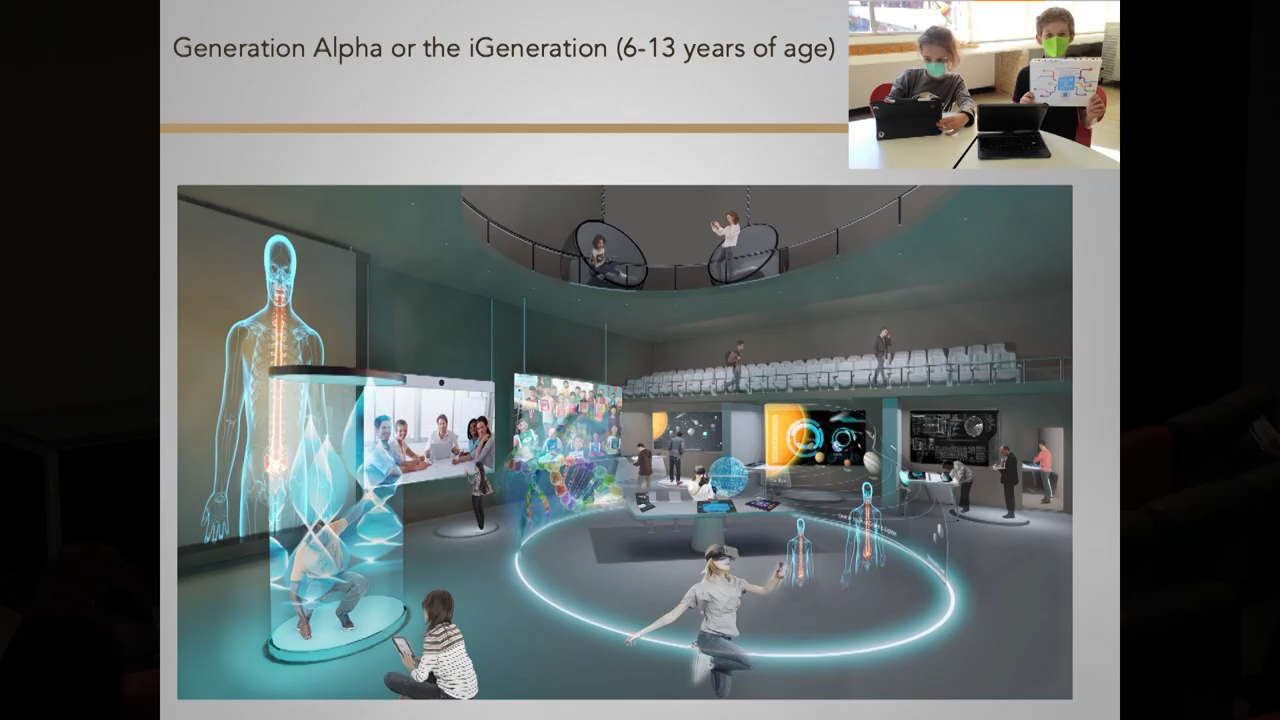 Generation Alpha or the iGeneration (6-13 years of age)